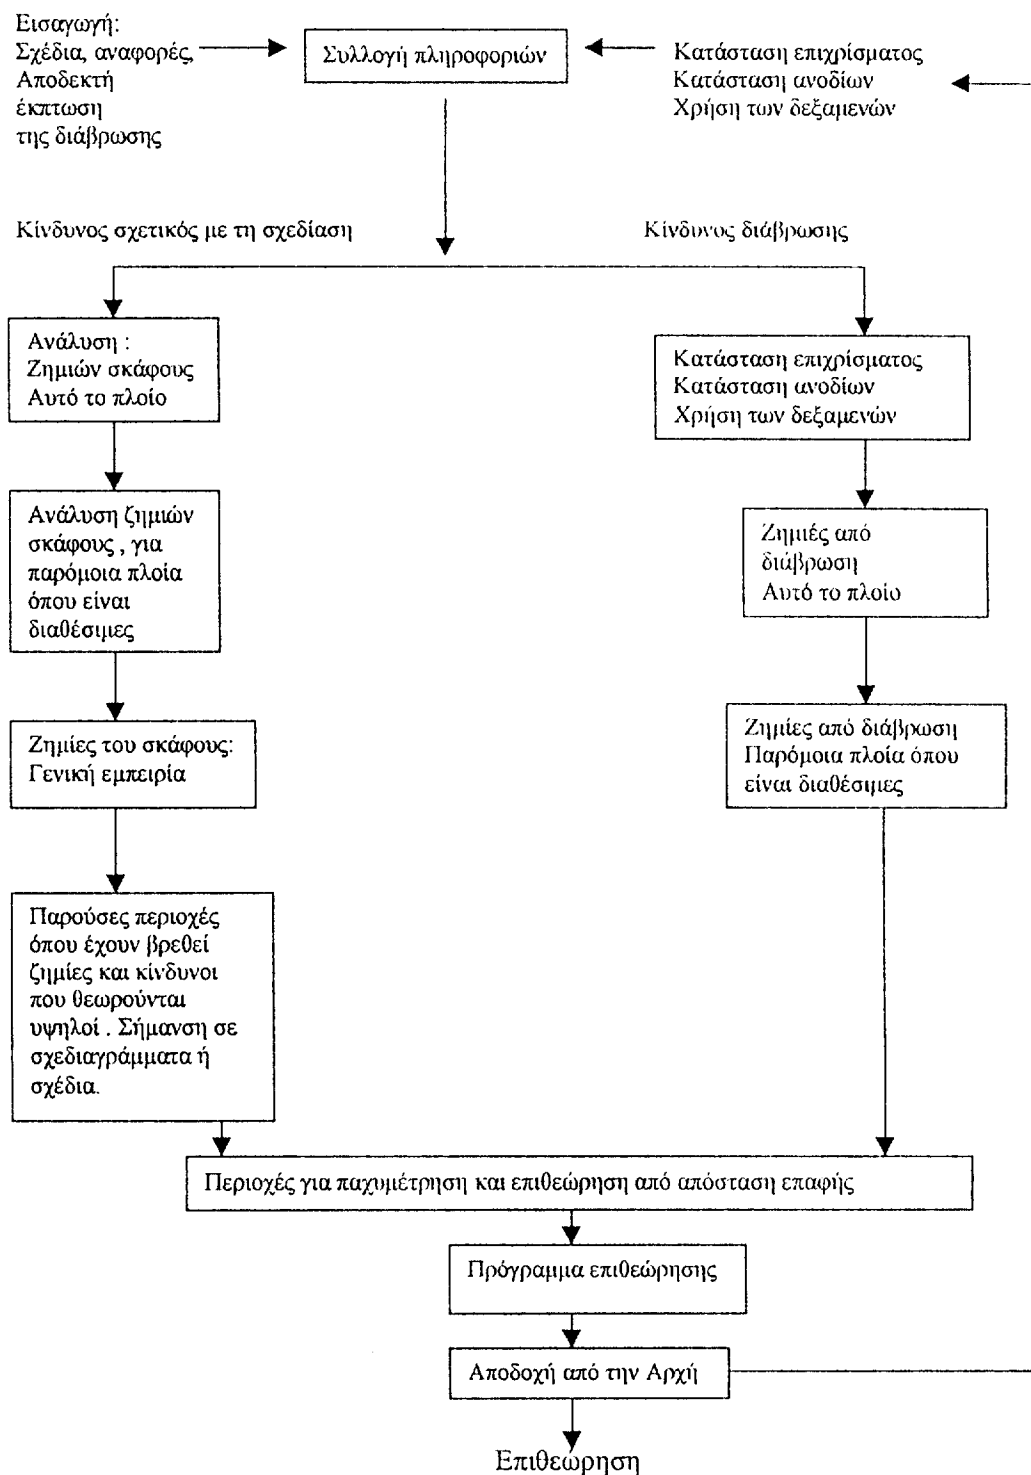 Εισαγωγή:
Σχέδια, αναφορές,
Αποδεκτή
έκπτωση
της διάβρωσης
Συλλογή πληροφοριών
Κατάσταση επιχρίσματος
Κατάσταση ανοδίων
Χρήση των δεξαμενών
Κίνδυνος σχετικός με τη σχεδίαση
Κίνδυνος διάβρωσης
Ανάλυση :
Ζημιών σκάφους
Αυτό το πλοίο
Κατάσταση επιχρίσματος
Κατάσταση ανοδίων
Χρήση των δεξαμενών
Ανάλυση ζημιών
σκάφους , για
παρόμοια πλοία
όπου είναι
διαθέσιμες
Ζημιές από
διάβρωση
Αυτό το πλοίο
Ζημίες του σκάφους:
Γενική εμπειρία
Ζημίες από διάβρωση
Παρόμοια πλοία όπου
είναι διαθέσιμες
Παρούσες περιοχές
όπου έχουν βρεθεί
ζημίες και κίνδυνοι
που θεωρούνται
υψηλοί . Σήμανση σε
σχεδιαγράμματα ή
σχέδια.
Περιοχές για παχυμέτρηση και επιθεώρηση από απόσταση επαφής
Πρόγραμμα επιθεώρησης
Αποδοχή από την Αρχή
Επιθεώρηση